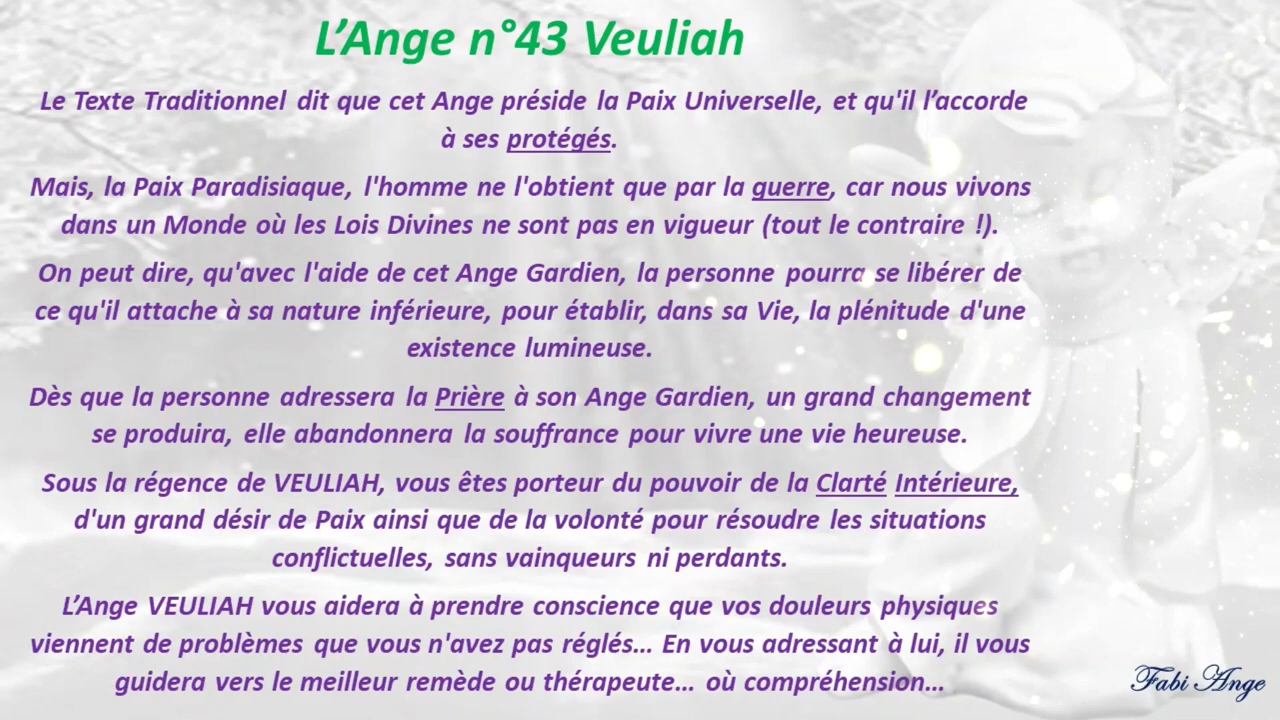 L’Ange n°43 Veuliah
Le Texte Traditionnel dit que cet Ange préside la Paix Universelle, et qu'il l’accorde
à ses protégés.
Mais, la Paix Paradisiaque, l'homme ne l'obtient que par la guerre, car nous vivons
dans un Monde où les Lois Divines ne sont pas en vigueur (tout le contraire !).
On peut dire, qu'avec l'aide de cet Ange Gardien, la personne pourra se libérer de
ce qu'il attache à sa nature inférieure, pour établir, dans sa Vie, la plénitude d'une
existence lumineuse.
Dès que la personne adressera la Prière à son Ange Gardien, un grand changement
se produira, elle abandonnera la souffrance pour vivre une vie heureuse.
Sous la régence de VEULIAH, vous êtes porteur du pouvoir de la Clarté Intérieure,
d'un grand désir de Paix ainsi que de la volonté pour résoudre les situations
conflictuelles, sans vainqueurs ni perdants.
L’Ange VEULIAH vous aidera à prendre conscience que vos douleurs physiques
viennent de problèmes que vous n'avez pas réglés... En vous adressant à lui, il vous
guidera vers le meilleur remède ou thérapeute... où compréhension...
Fabi Ange